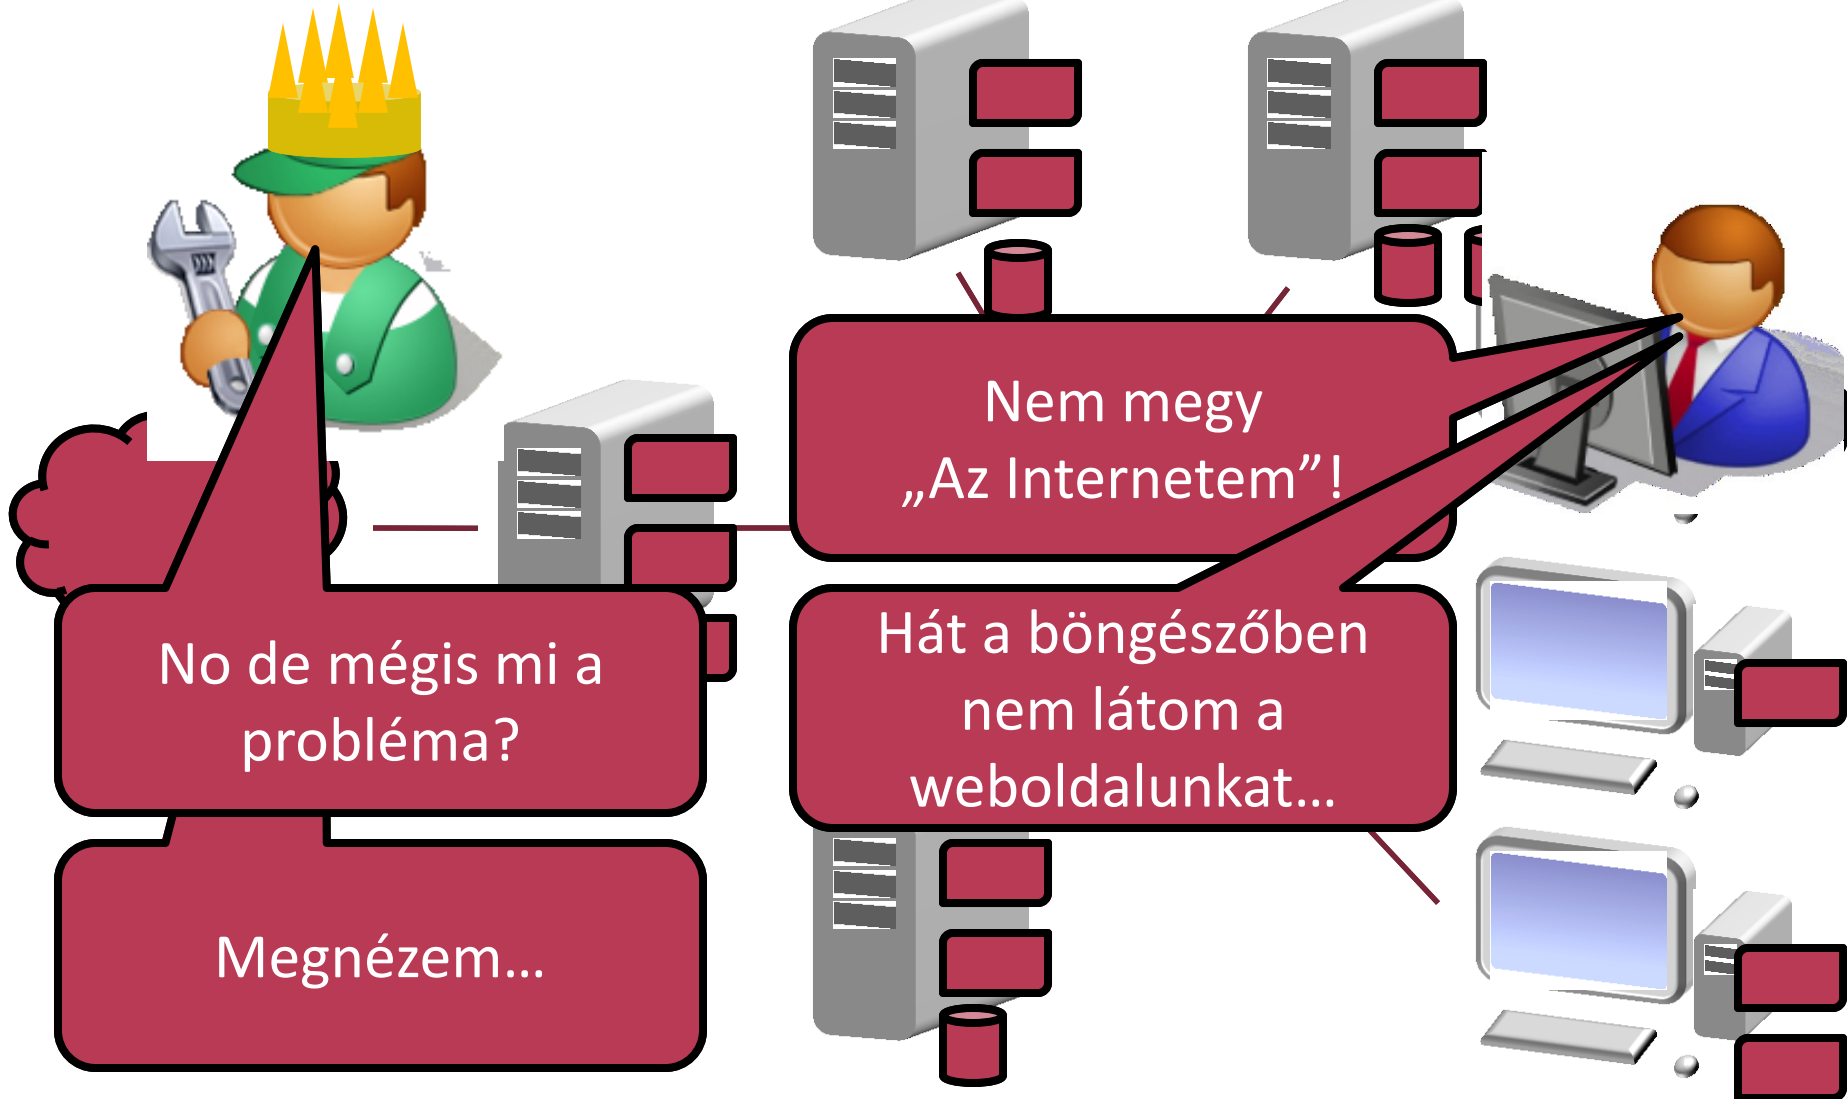 Nem megy
„Az Internetem”!
No de mégis mi a
probléma?
Hát a böngészőben
nem látom a
weboldalunkat…
Megnézem…